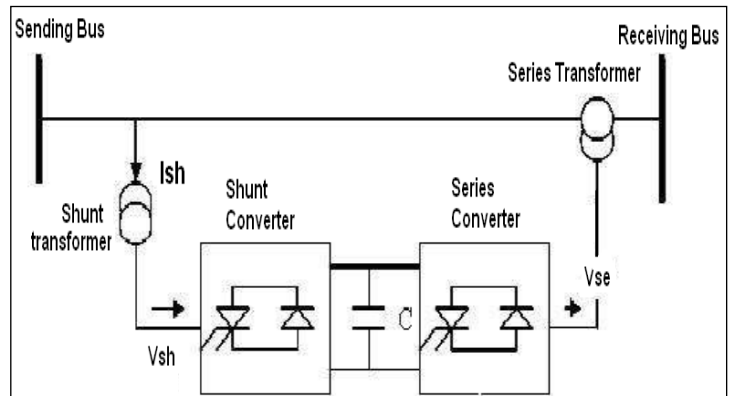 Sending Bus
Receiving Bus
Series Transformer
Ish
Shunt
transformer
Shunt
Converter
Series
Converter
C
Vse
Vsh